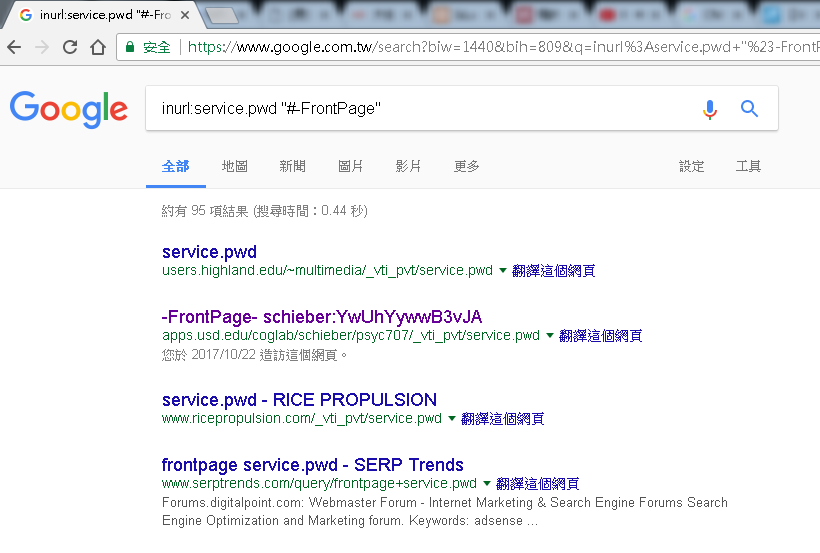 inurl:service.pwd "#-Fro
安全 https://www.google.com.tw/search?biw=1440&bih=809&q=inurl%3Aservice.pwd+"%23-FrontP
Google
inurl:service.pwd "#-FrontPage"
全部 地圖 新聞 圖片 影片 更多 設定 工具
約有 95 項結果 (搜尋時間：0.44 秒)
service.pwd
users.highland.edu/~multimedia/_vti_pvt/service.pwd 翻譯這個網頁
-FrontPage- schieber:YwUhYywwB3vJA
apps.usd.edu/coglab/schieber/psyc707/_vti_pvt/service.pwd 翻譯這個網頁
您於 2017/10/22 造訪這個網頁。
service.pwd - RICE PROPULSION
www.ricepropulsion.com/_vti_pvt/service.pwd 翻譯這個網頁
frontpage service.pwd - SERP Trends
www.serptrends.com/query/frontpage+service.pwd 翻譯這個網頁
Forums.digitalpoint.com: Webmaster Forum - Internet Marketing & Search Engine Forums Search
Engine Optimization and Marketing forum. Keywords: adsense ...